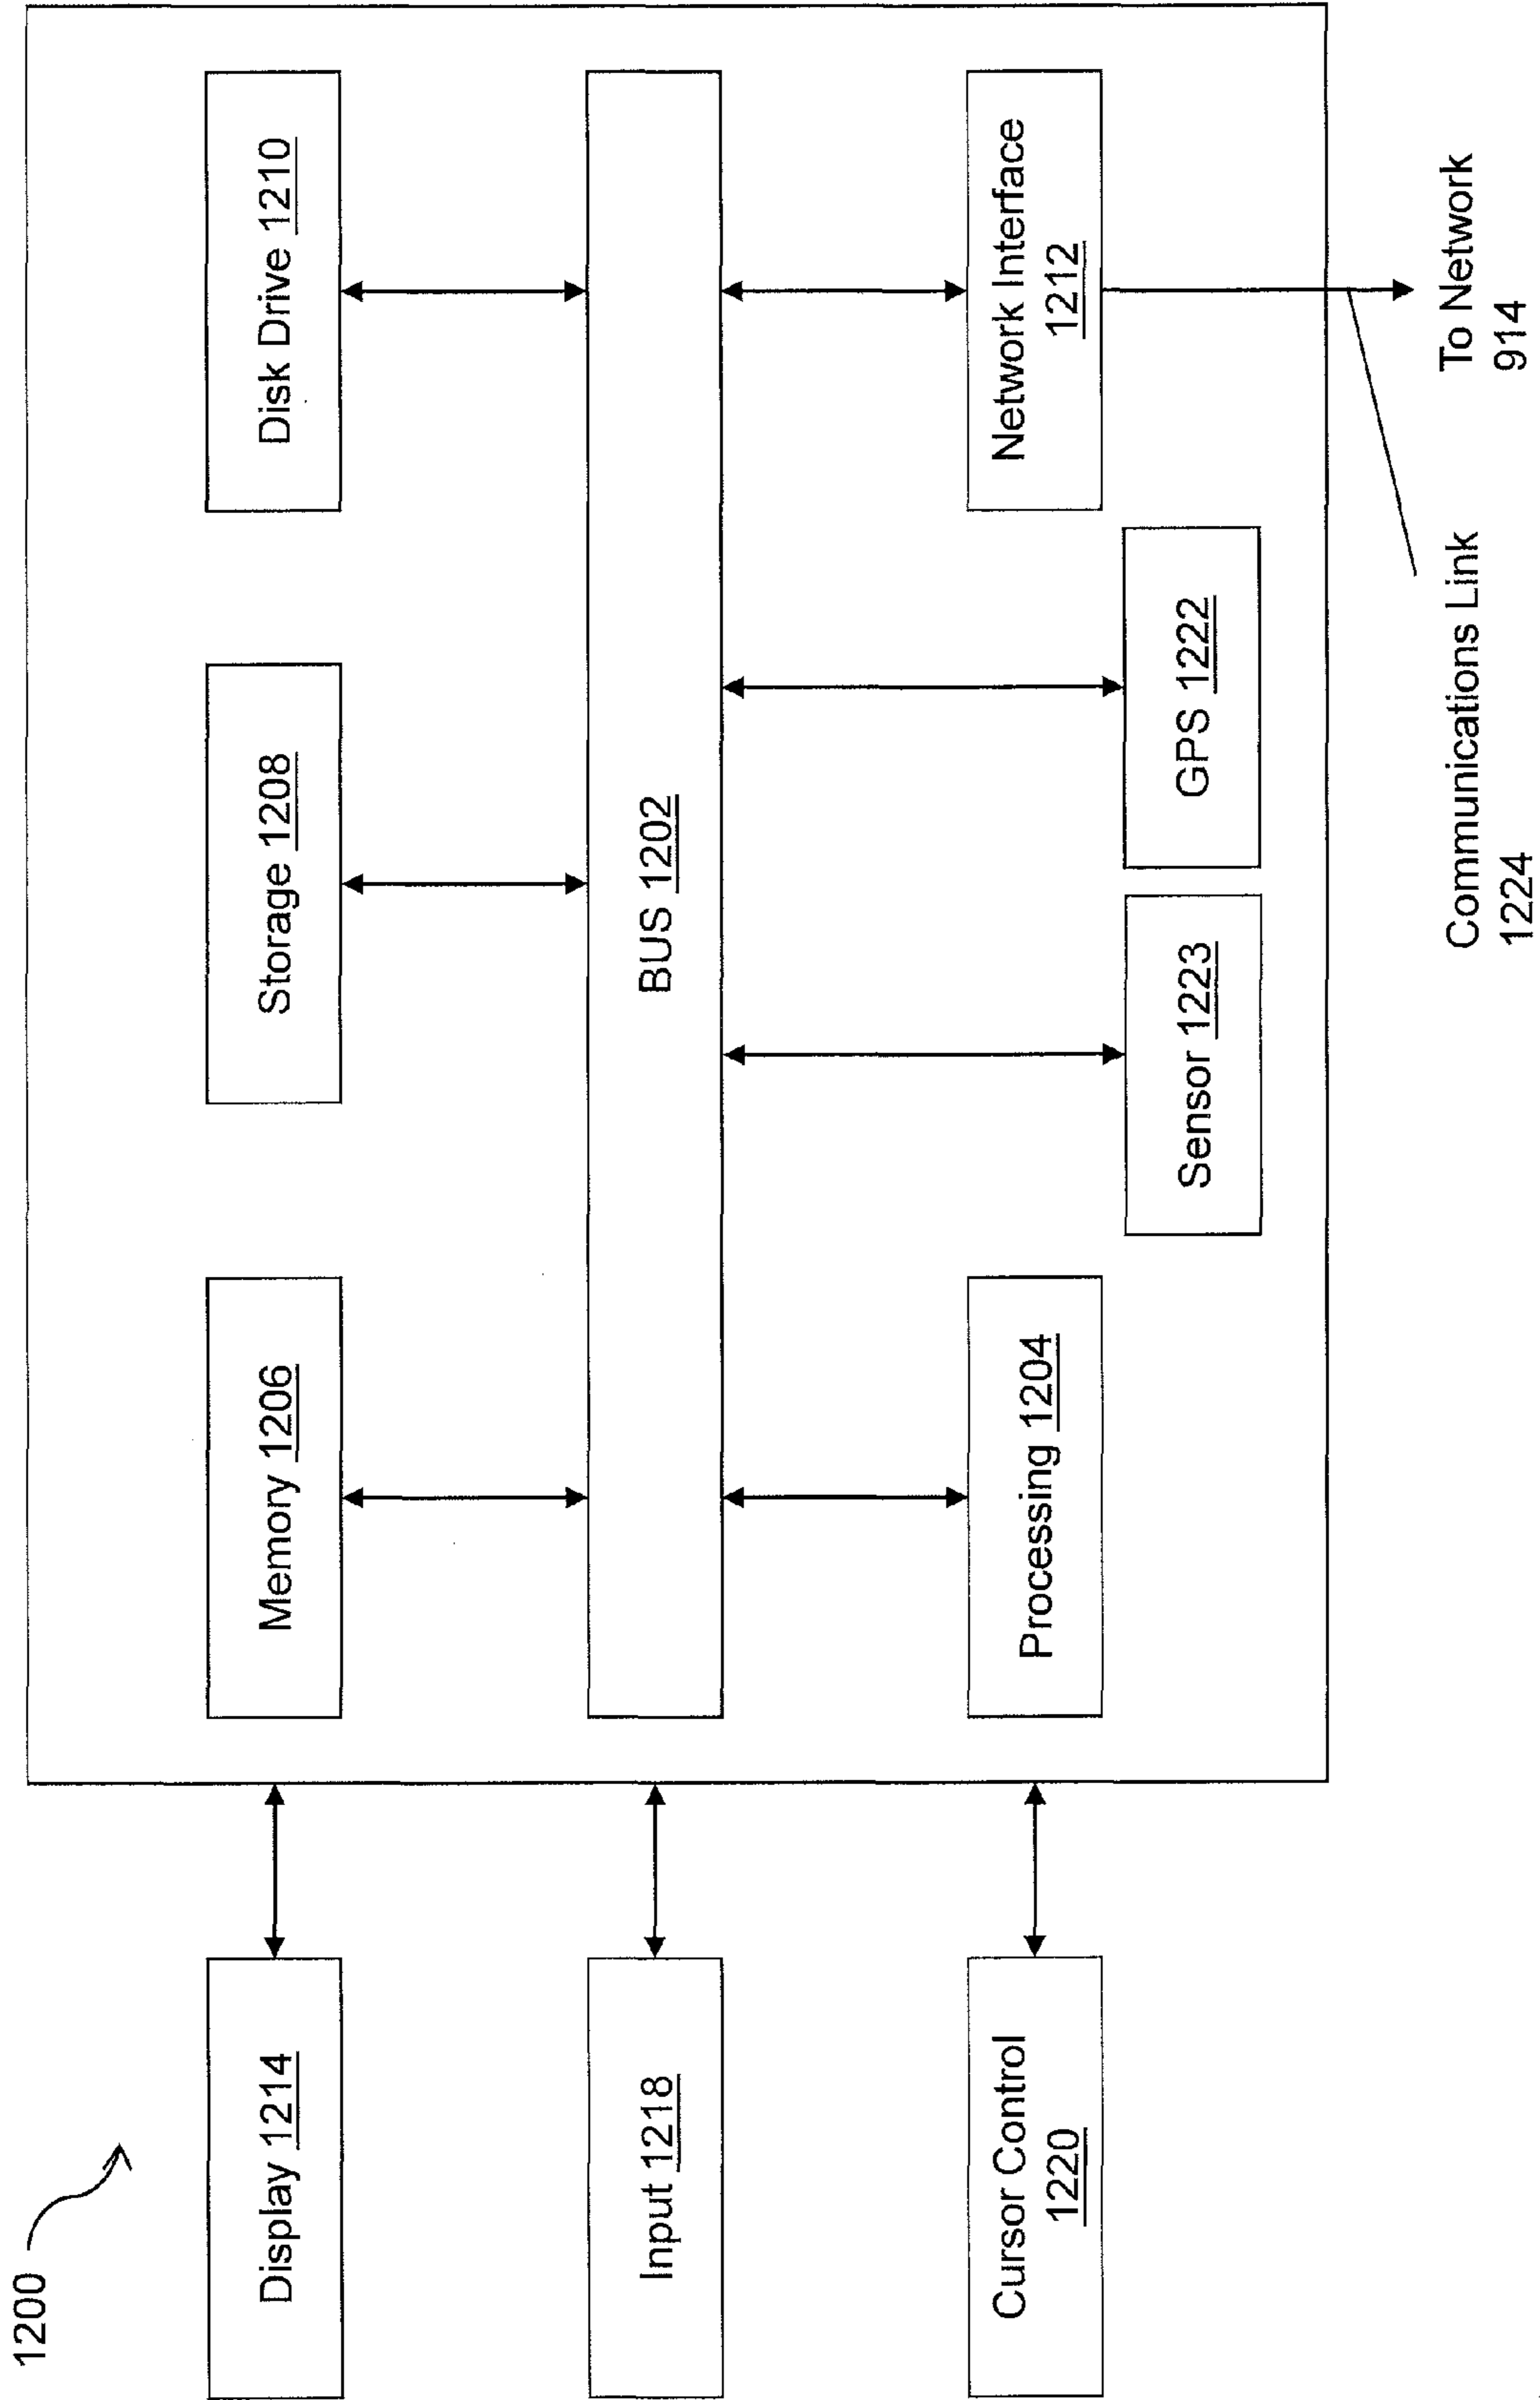 1200
Display 1214
Memory 1206
Storage 1208
Disk Drive 1210
Input 1218
BUS 1202
Cursor Control
1220
Processing 1204
Network Interface
1212
Sensor 1223
GPS 1222
Communications Link
1224
To Network
914